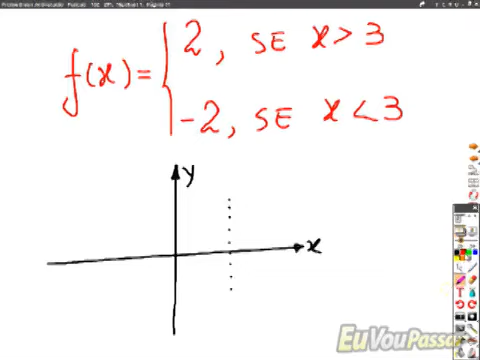 f(x) = { 2, SE x > 3
-2, SE x < 3
y
x
EuVouPassar